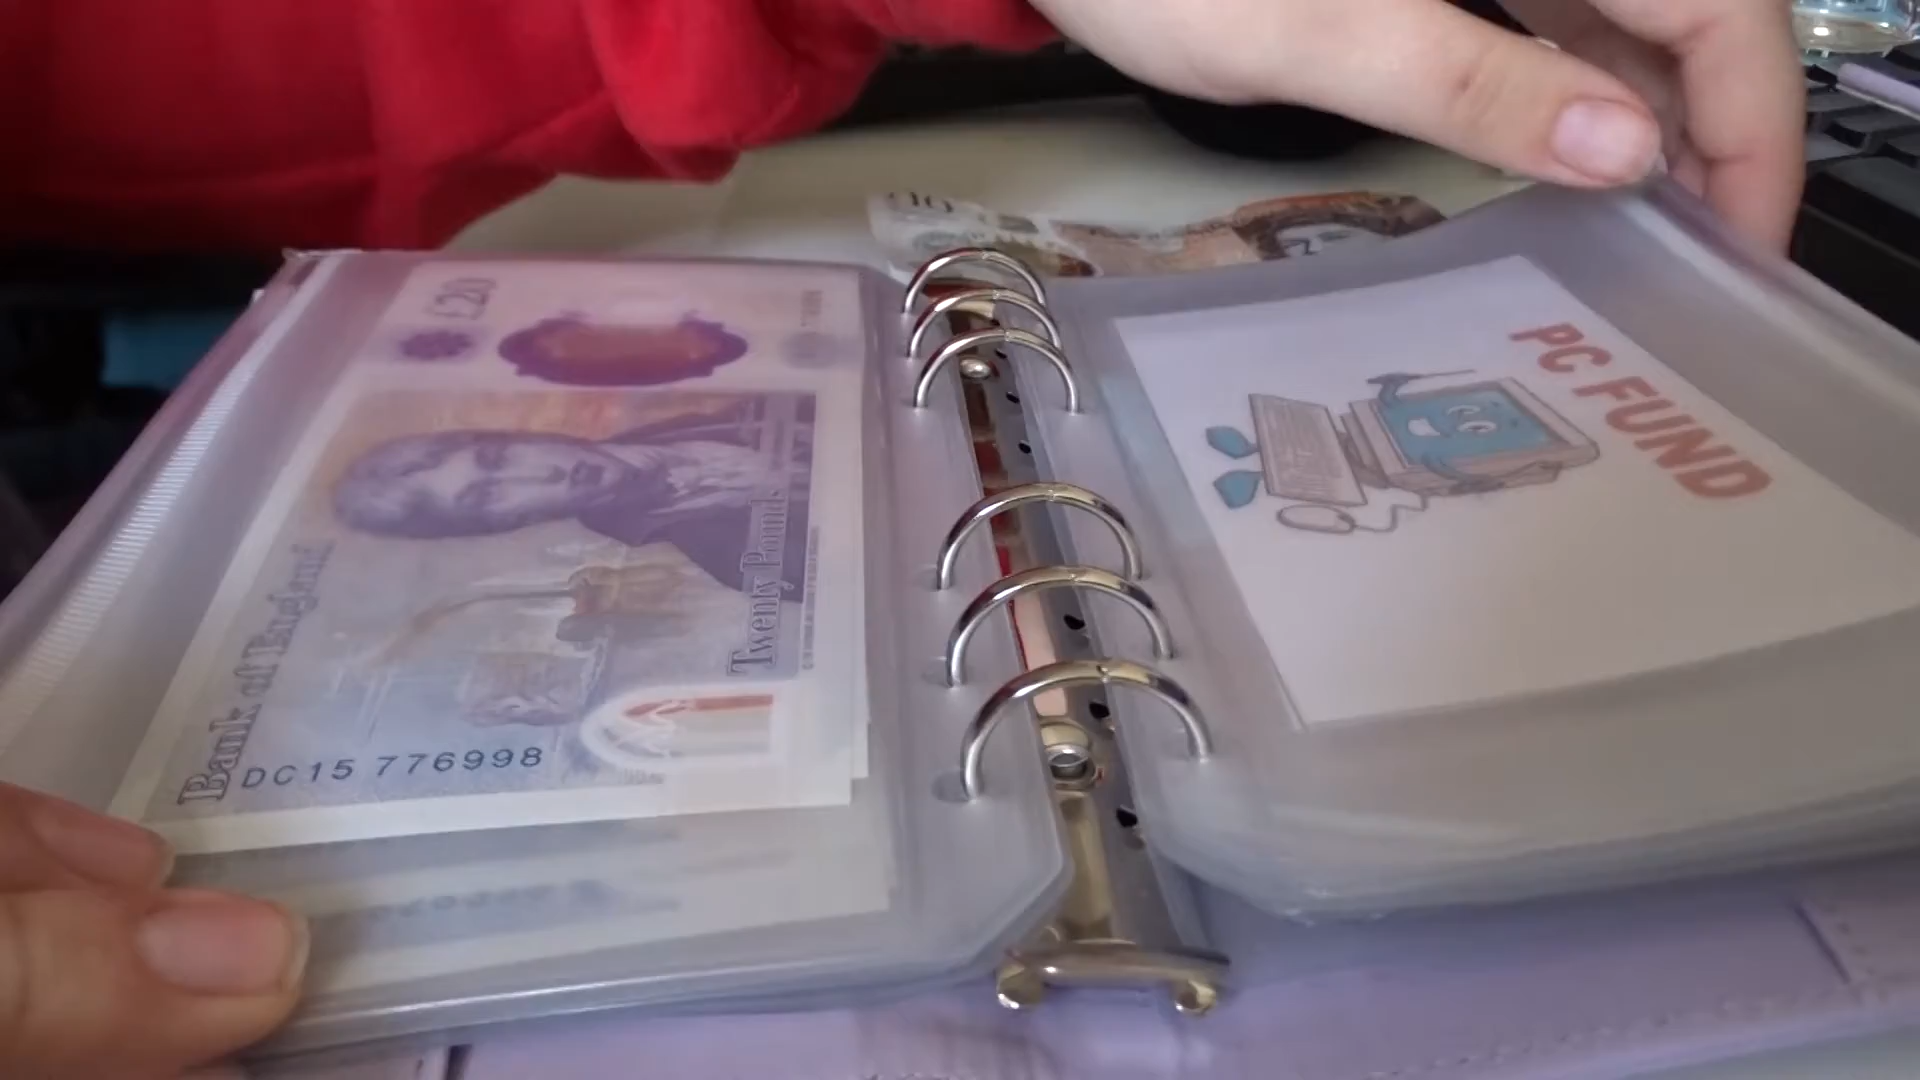 £20
Bank of England
Twenty Pounds
DC15 776998
PC FUND